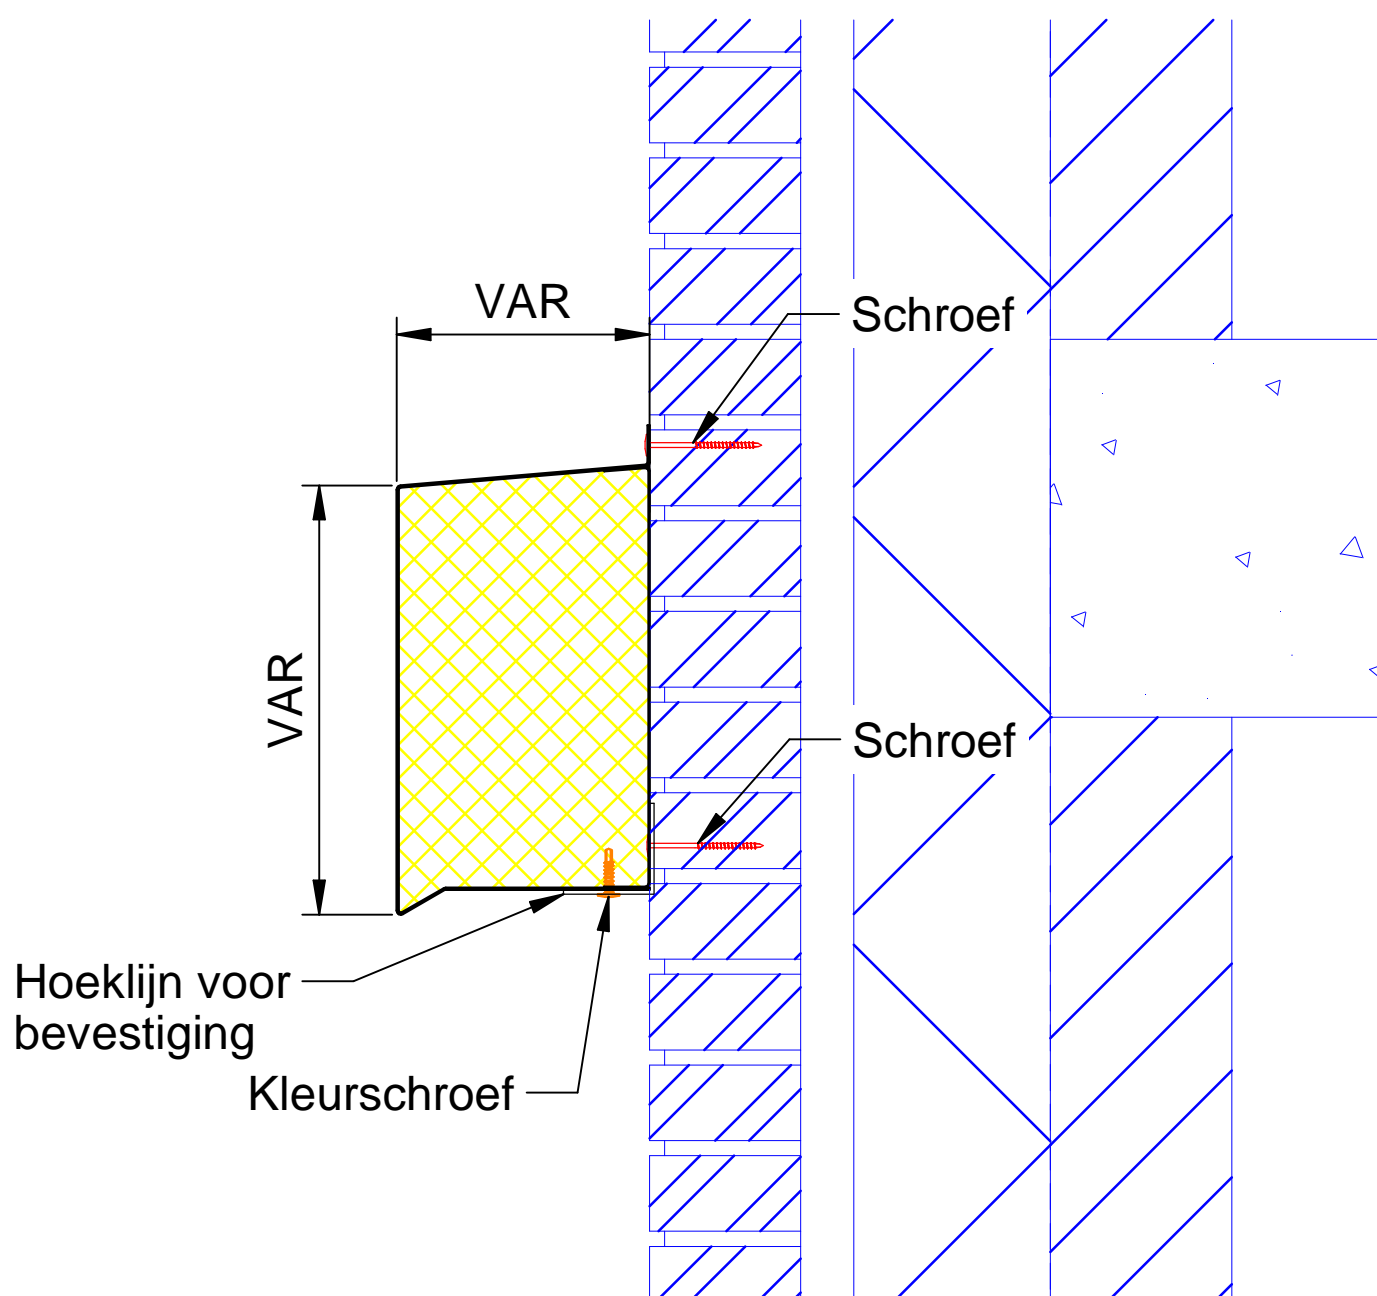 VAR
Schroef
VAR
Schroef
Hoeklijn voor
bevestiging
Kleurschroef